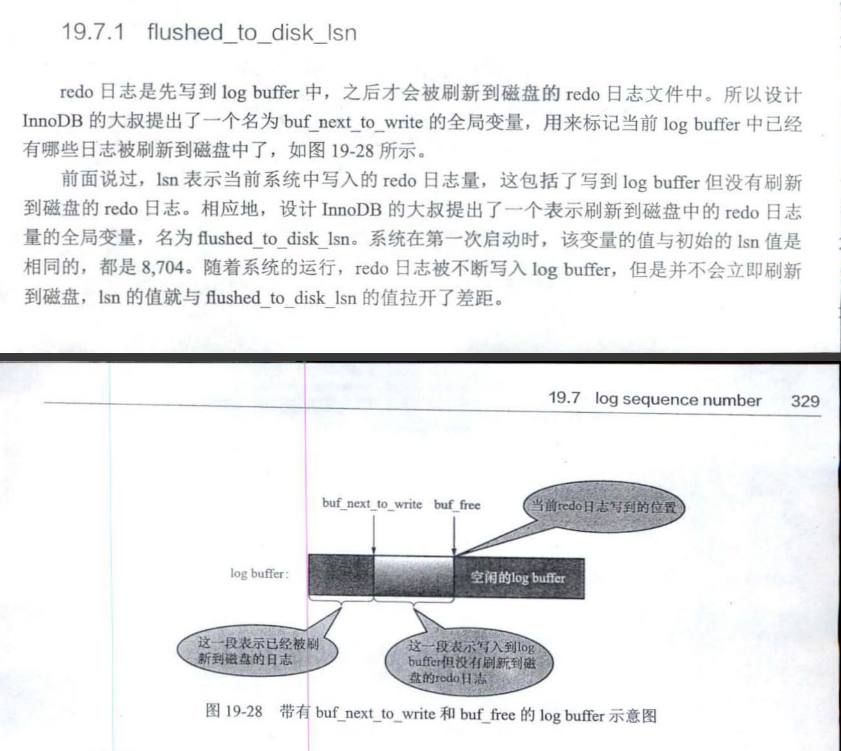 19.7.1 flushed_to_disk_lsn
redo 日志是先写到 log buffer 中，之后才会被刷新到磁盘的 redo 日志文件中。所以设计
InnoDB 的大叔提出了一个名为 buf_next_to_write 的全局变量，用来标记当前 log buffer 中已经
有哪些日志被刷新到磁盘中了，如图 19-28 所示。
前面说过，lsn 表示当前系统中写入的 redo 日志量，这包括了写到 log buffer 但没有刷新
到磁盘的 redo 日志。相应地，设计 InnoDB 的大叔提出了一个表示刷新到磁盘中的 redo 日志
量的全局变量，名为 flushed_to_disk_lsn。系统在第一次启动时，该变量的值与初始的 lsn 值是
相同的，都是 8,704。随着系统的运行，redo 日志被不断写入 log buffer，但是并不会立即刷新
到磁盘，lsn 的值就与 flushed_to_disk_lsn 的值拉开了差距。
19.7 log sequence number 329
buf_next_to_write buf_free
当前redo日志写到的位置
log buffer:
空闲的log buffer
这一段表示已经被刷
新到磁盘的日志
这一段表示写入到log
buffer但没有刷新到磁
盘的redo日志
图 19-28 带有 buf_next_to_write 和 buf_free 的 log buffer 示意图